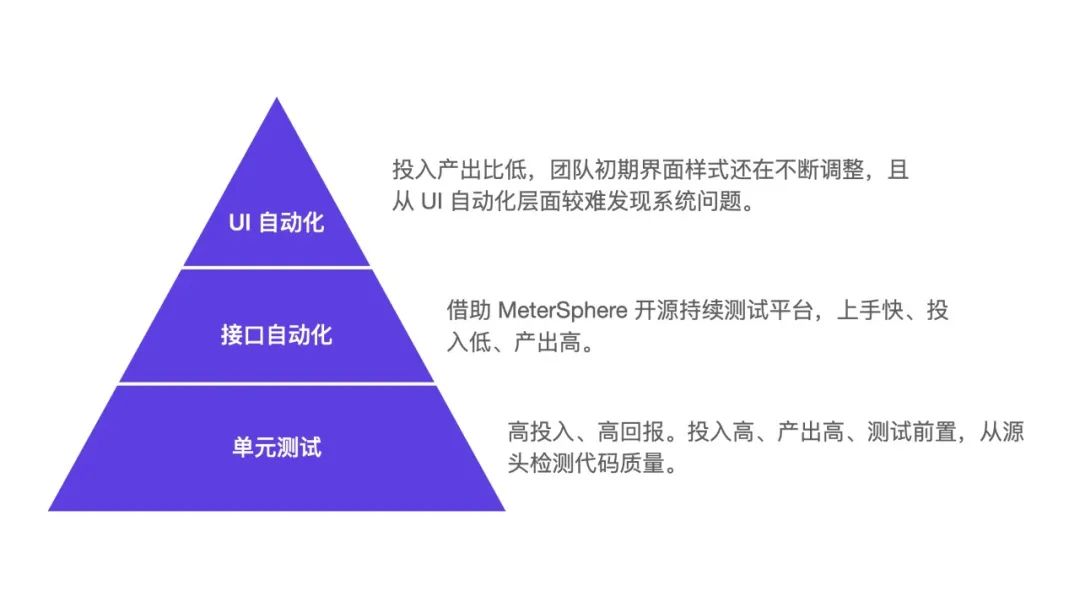 投入产出比低，团队初期界面样式还在不断调整，且
从 UI 自动化层面较难发现系统问题。
UI 自动化
借助 MeterSphere 开源持续测试平台，上手快、投
入低、产出高。
接口自动化
高投入、高回报。投入高、产出高、测试前置，从源
头检测代码质量。
单元测试